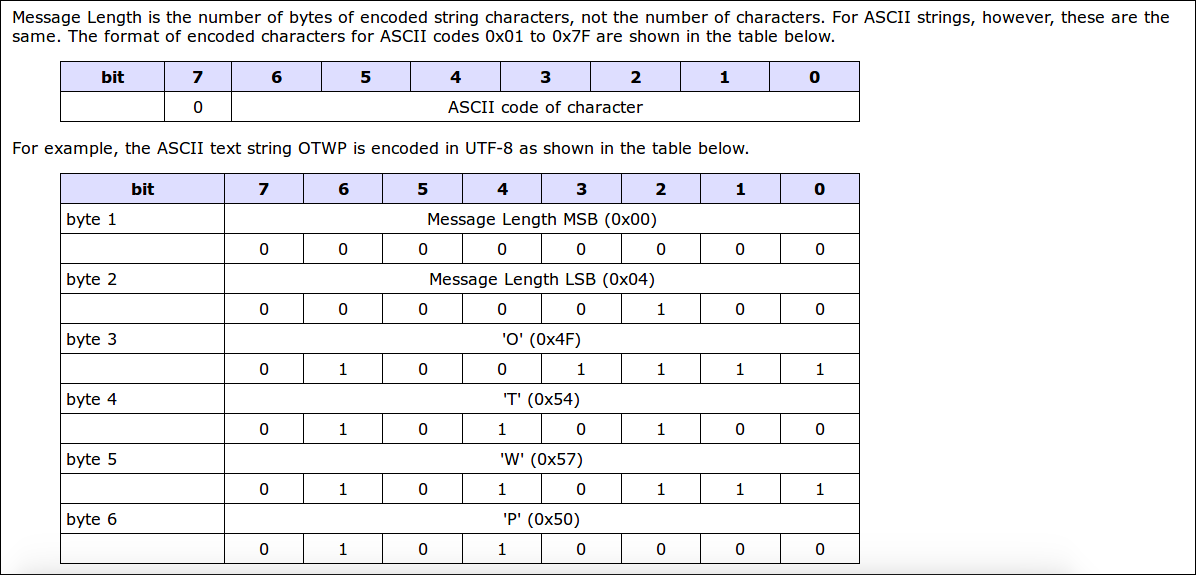 Message Length is the number of bytes of encoded string characters, not the number of characters. For ASCII strings, however, these are the
same. The format of encoded characters for ASCII codes 0x01 to 0x7F are shown in the table below.
bit 7 6 5 4 3 2 1 0
0 ASCII code of character
For example, the ASCII text string OTWP is encoded in UTF-8 as shown in the table below.
bit 7 6 5 4 3 2 1 0
byte 1 Message Length MSB (0x00)
0 0 0 0 0 0 0 0
byte 2 Message Length LSB (0x04)
0 0 0 0 0 1 0 0
byte 3 'O' (0x4F)
0 1 0 0 1 1 1 1
byte 4 'T' (0x54)
0 1 0 1 0 1 0 0
byte 5 'W' (0x57)
0 1 0 1 0 1 1 1
byte 6 'P' (0x50)
0 1 0 1 0 0 0 0